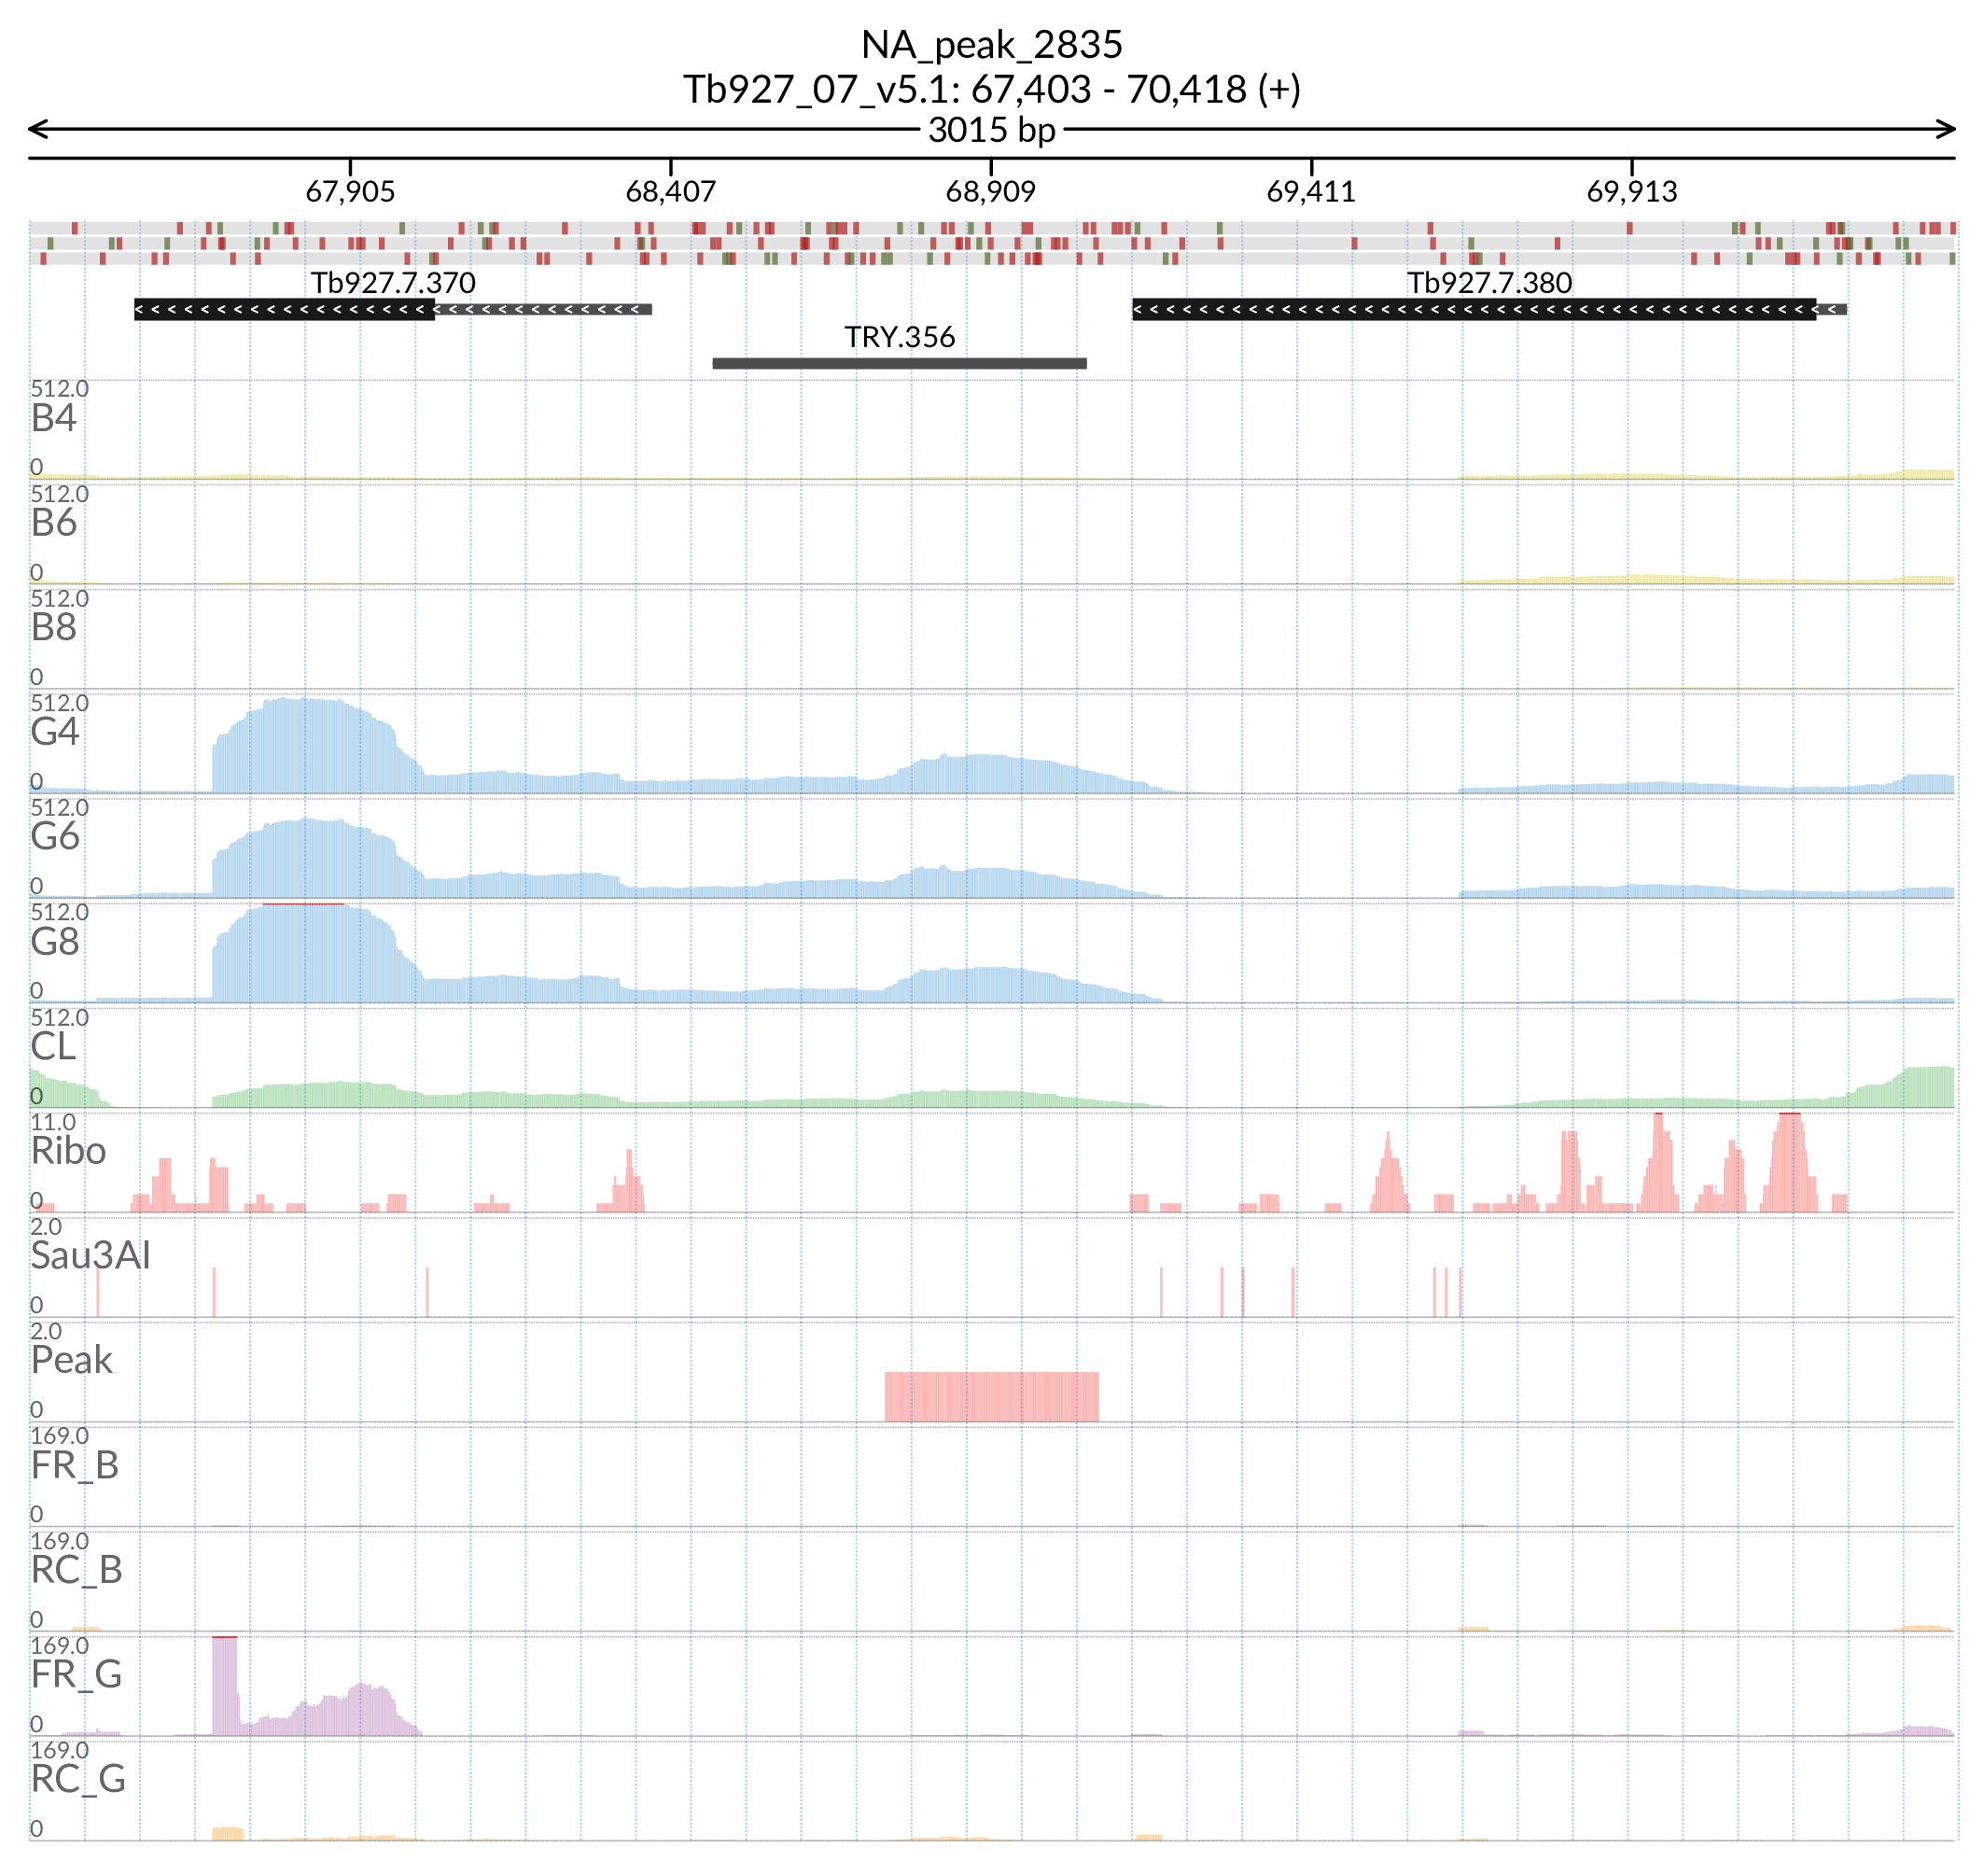 NA_peak_2835
Tb927_07_v5.1: 67,403 - 70,418 (+)
3015 bp
67,905 68,407 68,909 69,411 69,913
Tb927.7.370 Tb927.7.380
TRY.356
512.0
B4
0
512.0
B6
0
512.0
B8
0
512.0
G4
0
512.0
G6
0
512.0
G8
0
512.0
CL
0
11.0
Ribo
0
2.0
Sau3AI
0
2.0
Peak
0
169.0
FR_B
0
169.0
RC_B
0
169.0
FR_G
0
169.0
RC_G
0